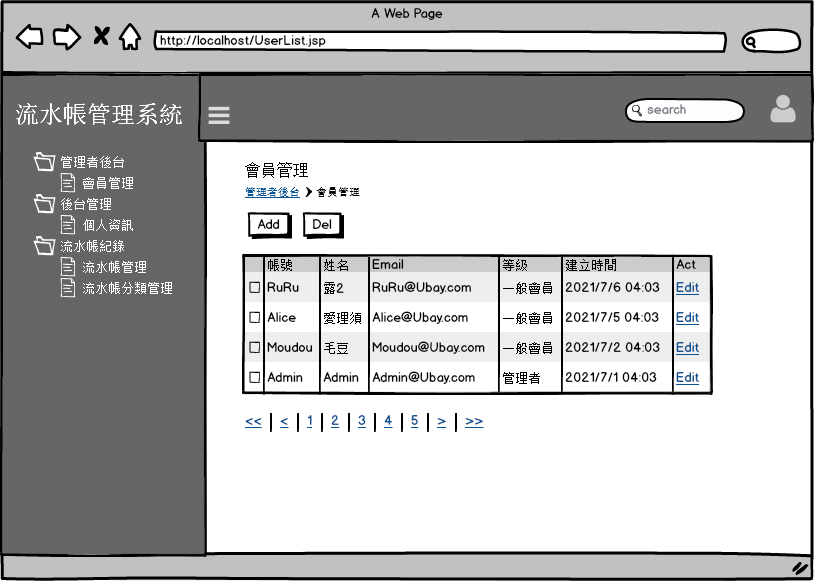 A Web Page
http://localhost/UserList.jsp
流水帳管理系統
search
管理者後台
會員管理
後台管理
個人資訊
流水帳紀錄
流水帳管理
流水帳分類管理
會員管理
管理者後台 ❯ 會員管理
Add Del
帳號 姓名 Email 等級 建立時間 Act
RuRu 露2 RuRu@Ubay.com 一般會員 2021/7/6 04:03 Edit
Alice 愛理須 Alice@Ubay.com 一般會員 2021/7/5 04:03 Edit
Moudou 毛豆 Moudou@Ubay.com 一般會員 2021/7/2 04:03 Edit
Admin Admin Admin@Ubay.com 管理者 2021/7/1 04:03 Edit
<< | < | 1 | 2 | 3 | 4 | 5 | > | >>